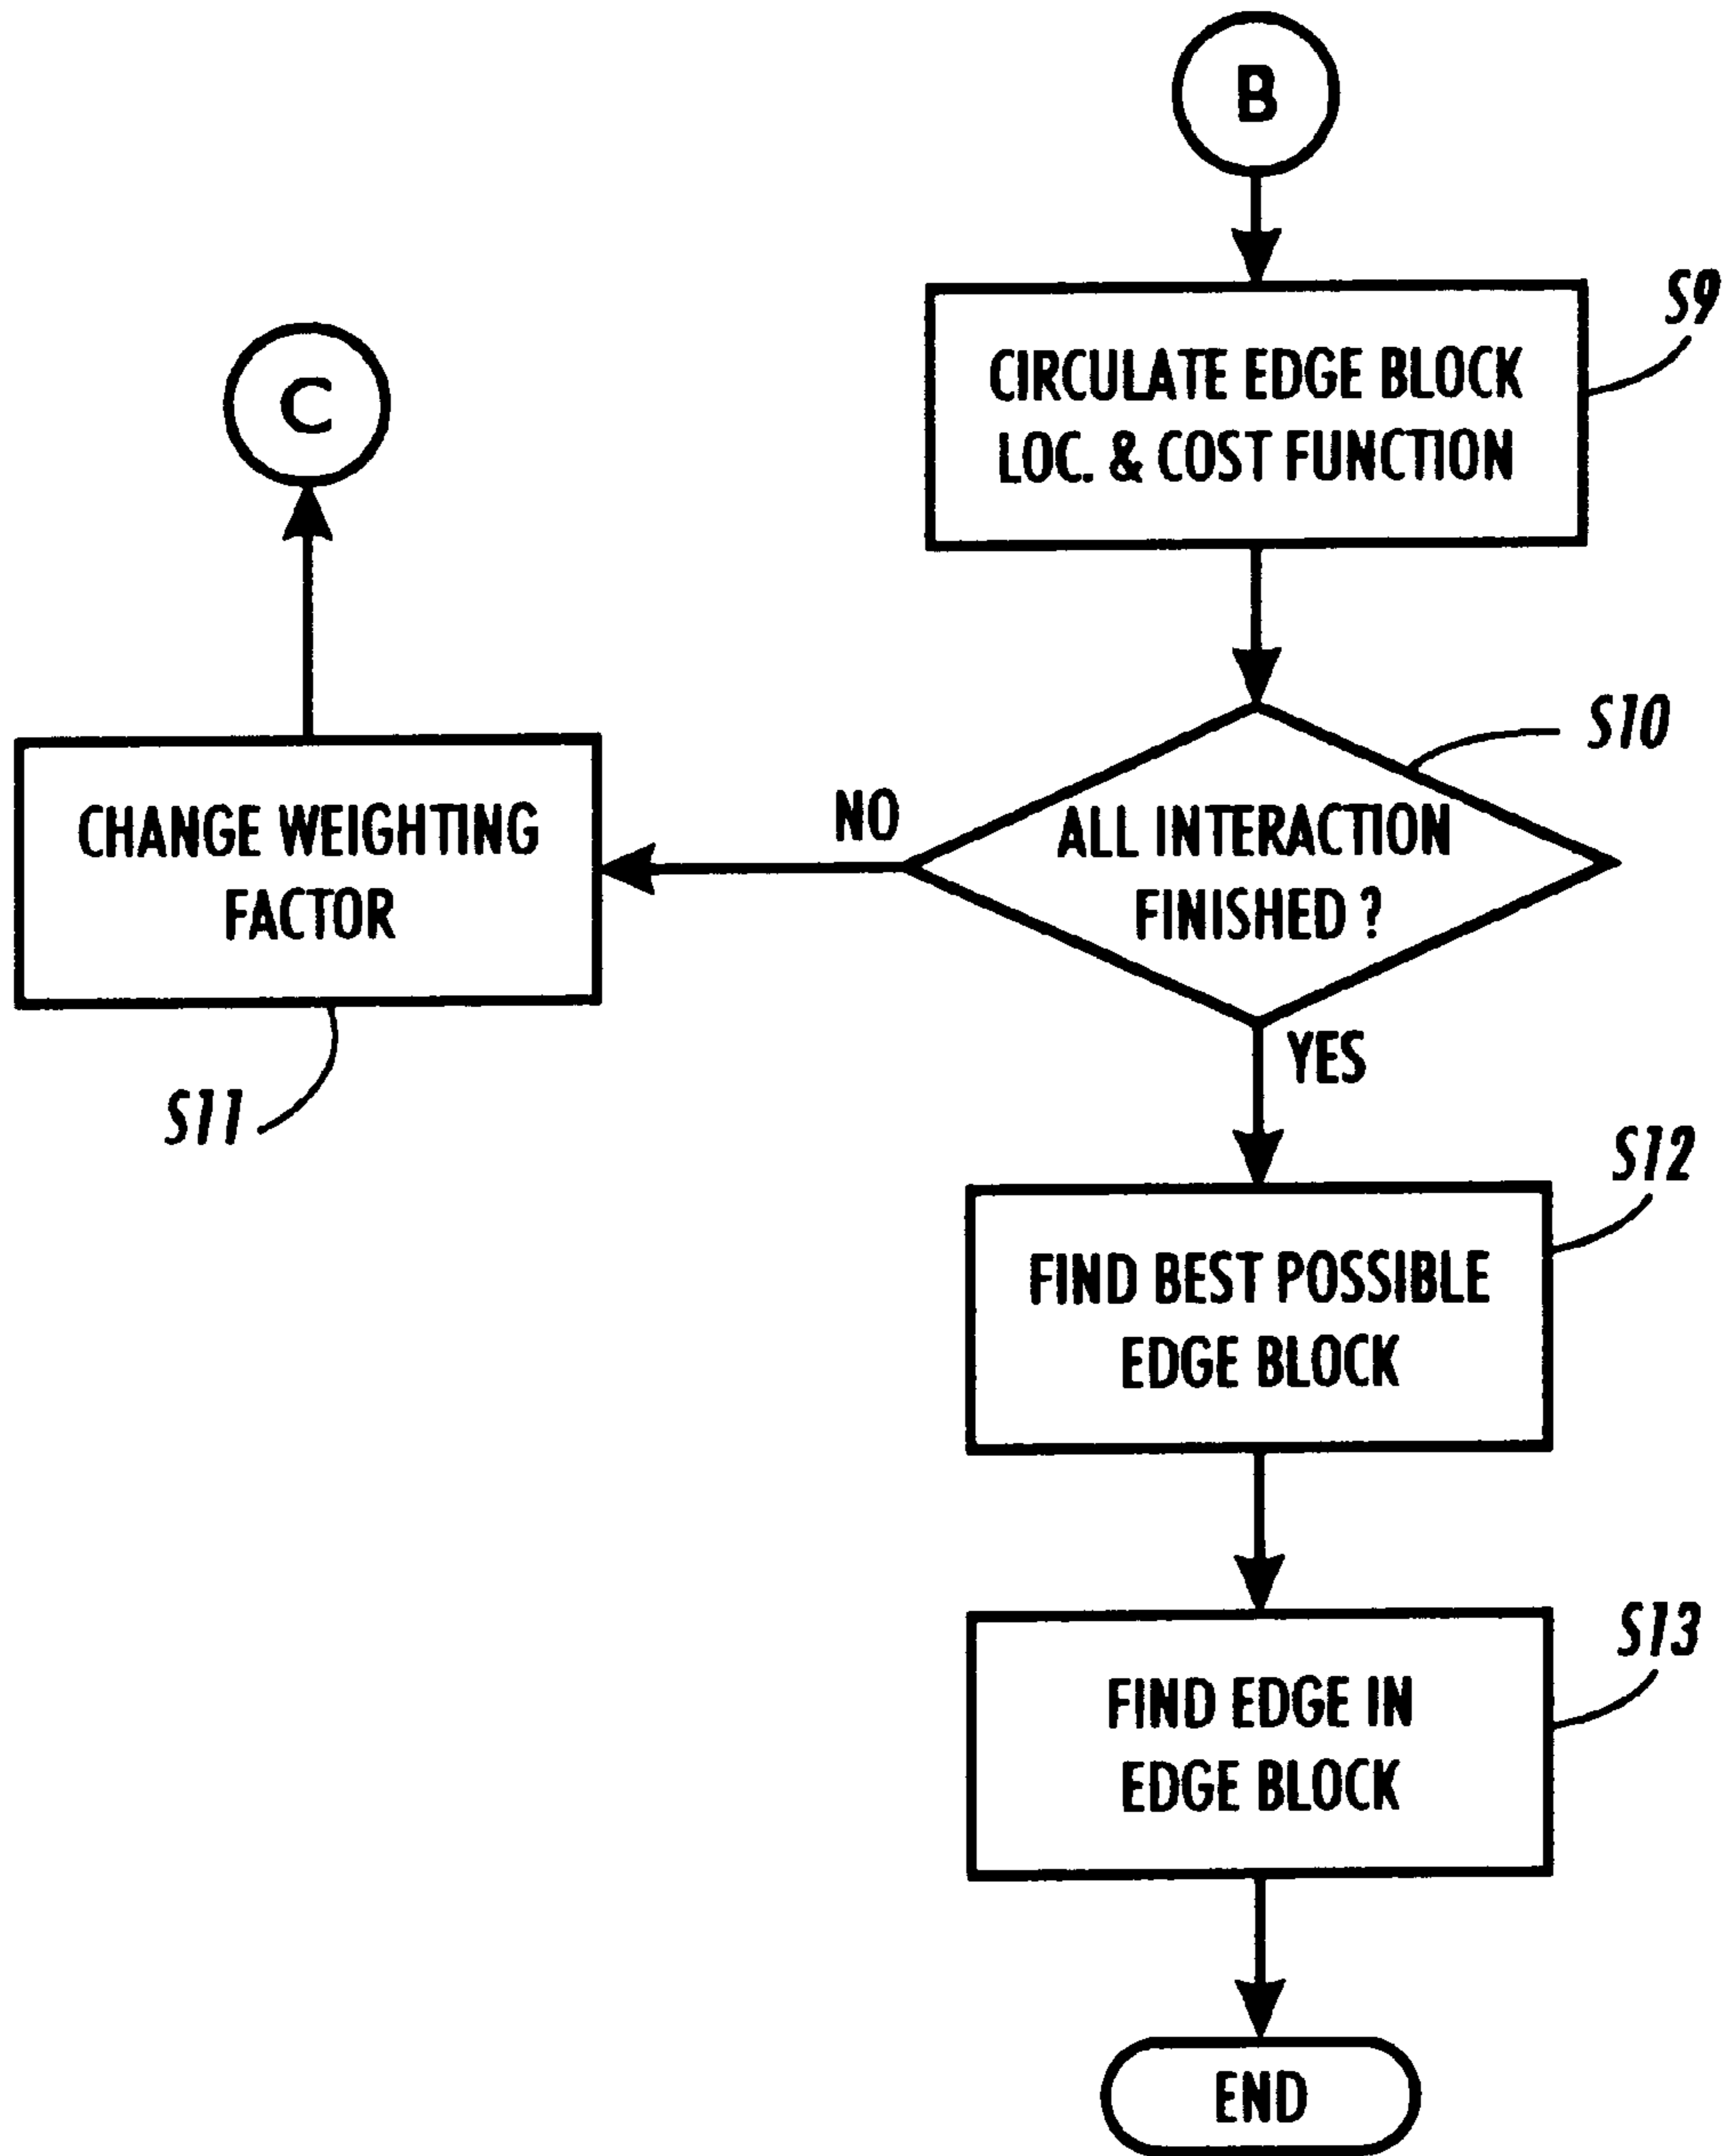 B
S9
CIRCULATE EDGE BLOCK
LOC. & COST FUNCTION
C
S10
ALL INTERACTION
FINISHED ?
NO
CHANGE WEIGHTING
FACTOR
S11
YES
S12
FIND BEST POSSIBLE
EDGE BLOCK
S13
FIND EDGE IN
EDGE BLOCK
END